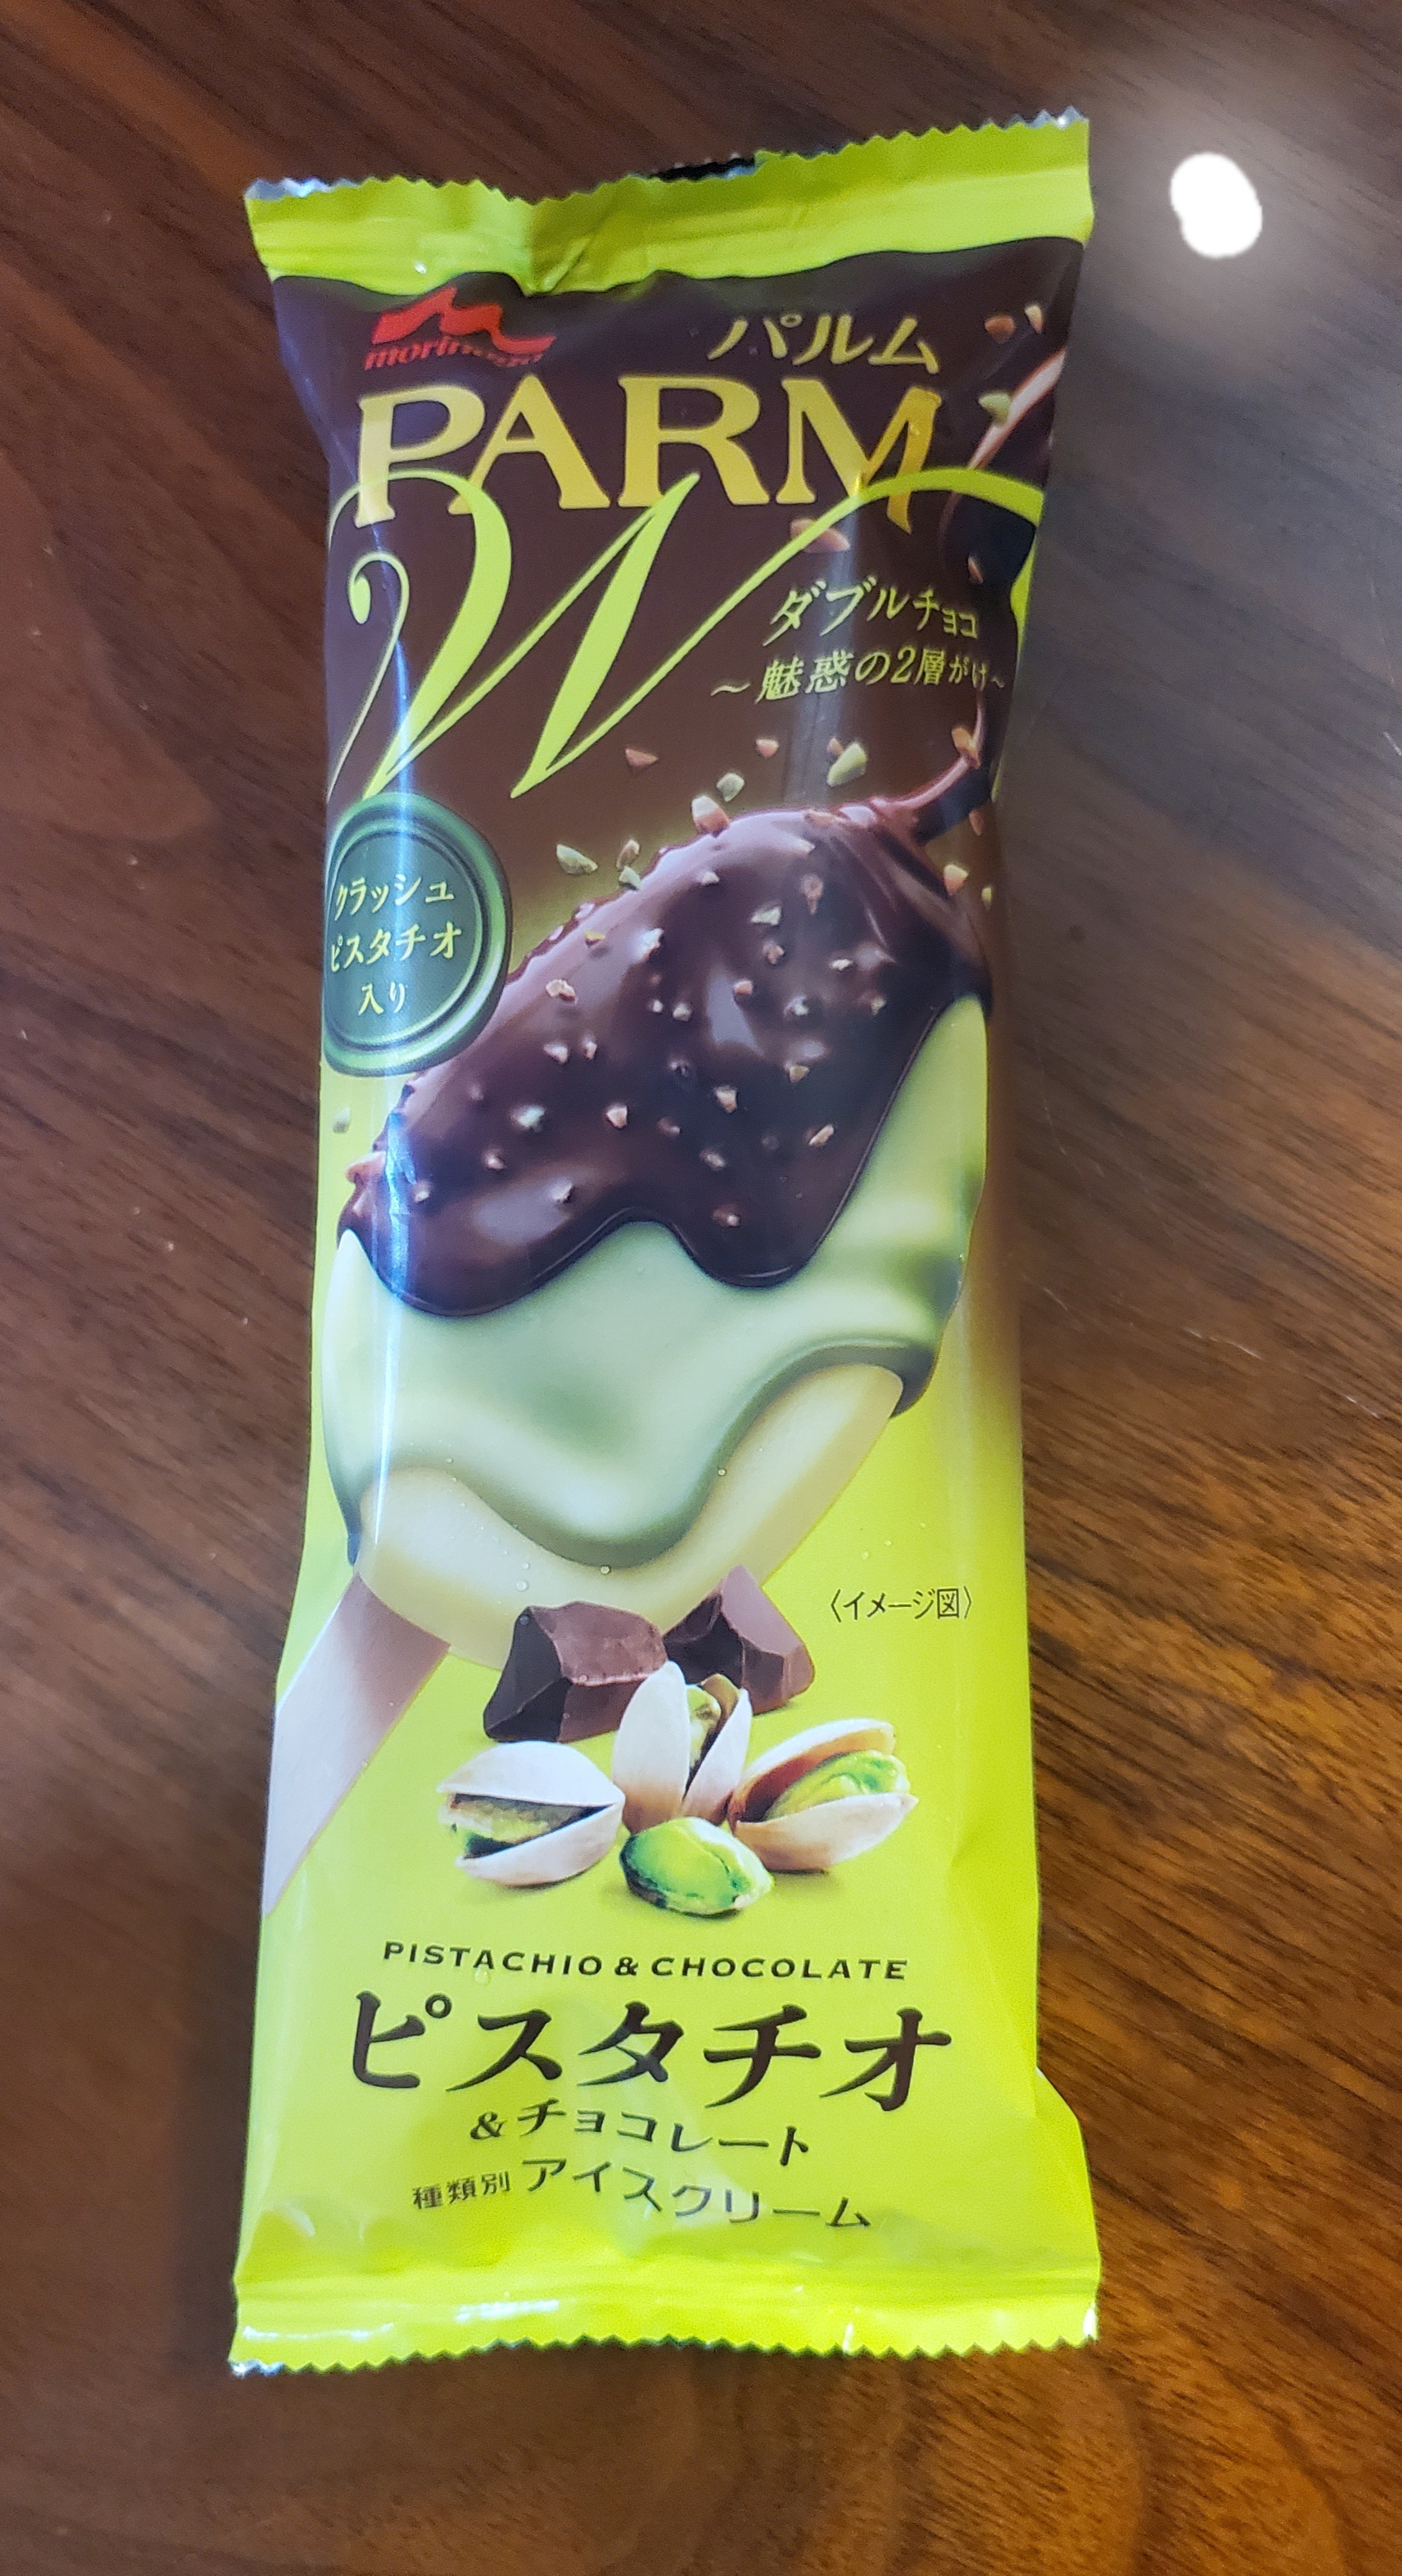 morinaga
パルム
PARM
W
ダブルチョコ
～魅惑の2層がけ～
クラッシュ
ピスタチオ
入り
〈イメージ図〉
PISTACHIO & CHOCOLATE
ピスタチオ
&チョコレート
種類別 アイスクリーム